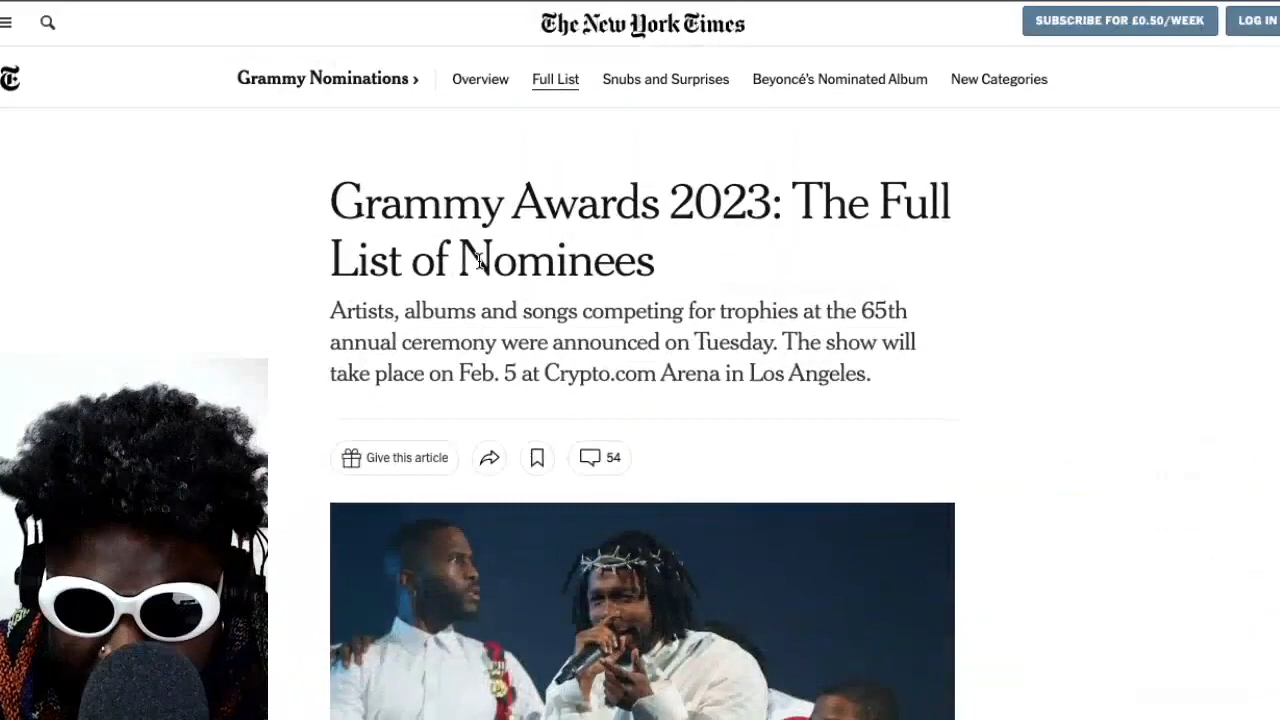 The New York Times
SUBSCRIBE FOR £0.50/WEEK
LOG IN
T
Grammy Nominations ›
Overview
Full List
Snubs and Surprises
Beyoncé's Nominated Album
New Categories
Grammy Awards 2023: The Full
List of Nominees
Artists, albums and songs competing for trophies at the 65th
annual ceremony were announced on Tuesday. The show will
take place on Feb. 5 at Crypto.com Arena in Los Angeles.
Give this article
54